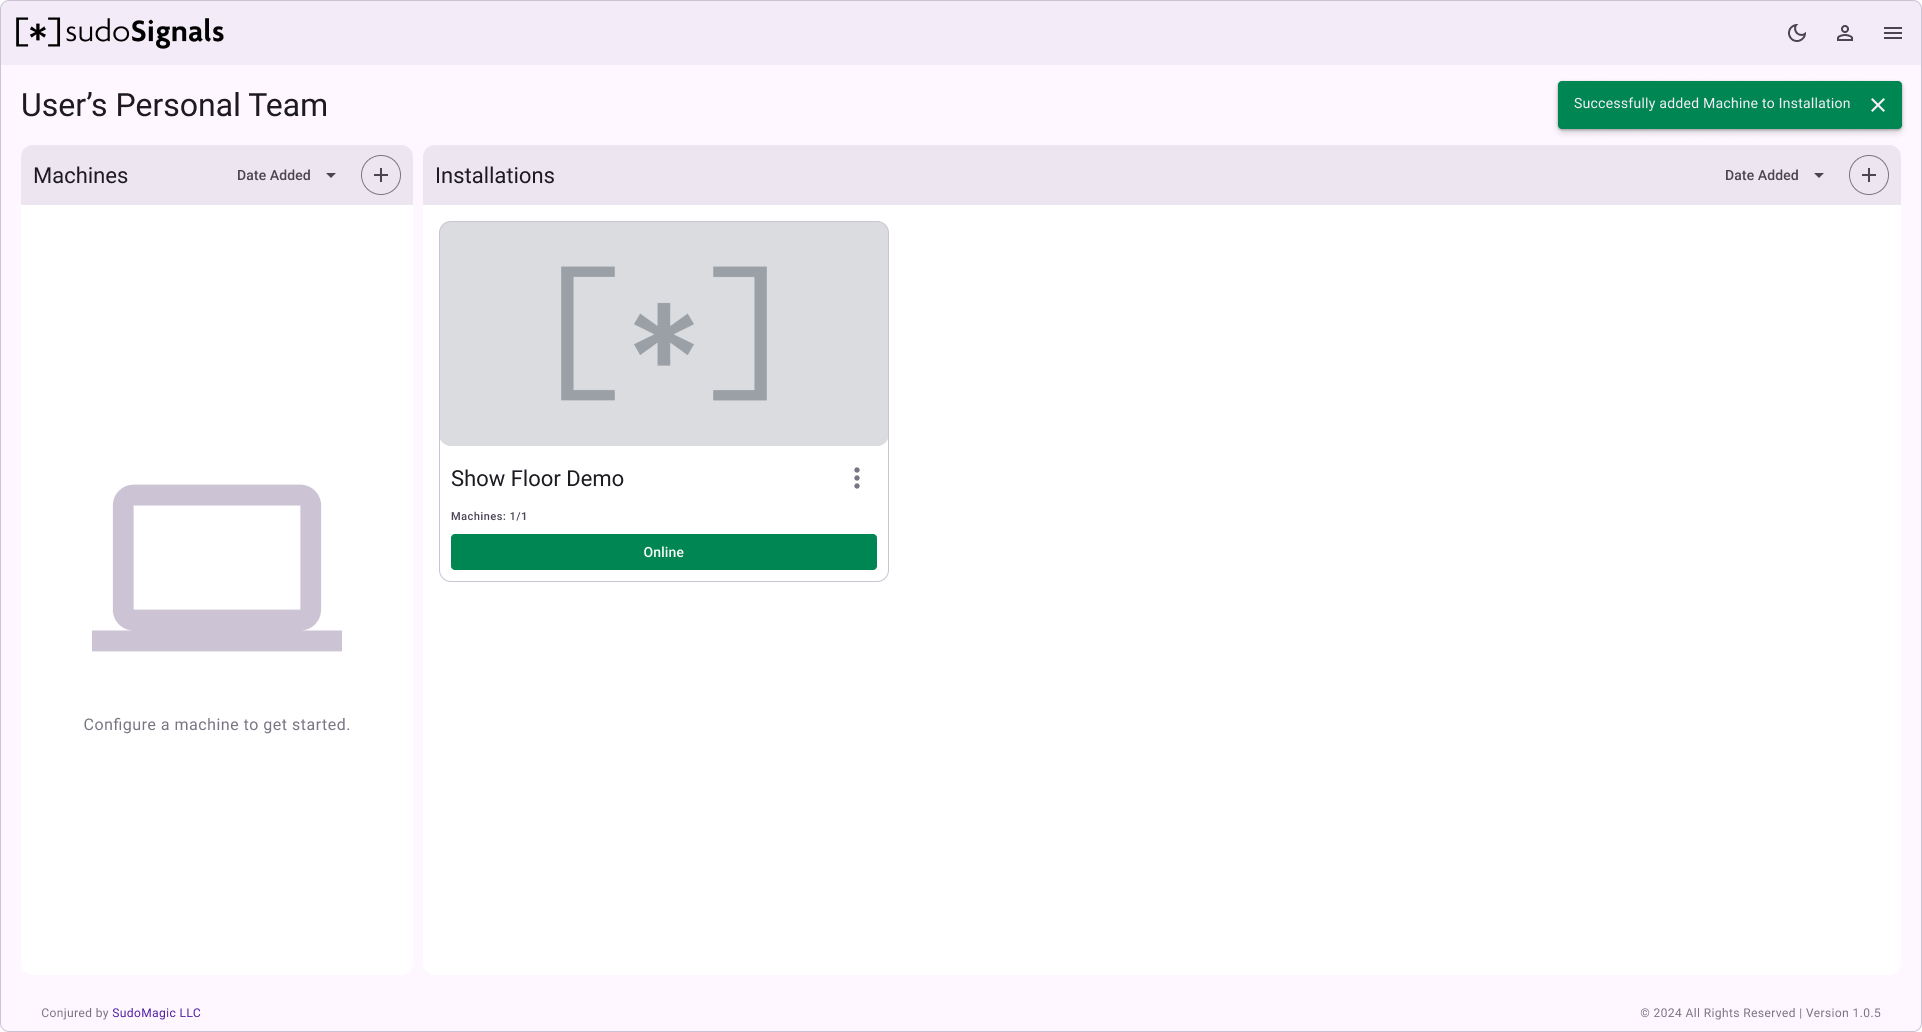 [*] sudoSignals
User’s Personal Team
Successfully added Machine to Installation
Machines
Date Added
Installations
Date Added
[*]
Show Floor Demo
Machines: 1/1
Online
Configure a machine to get started.
Conjured by SudoMagic LLC
© 2024 All Rights Reserved | Version 1.0.5